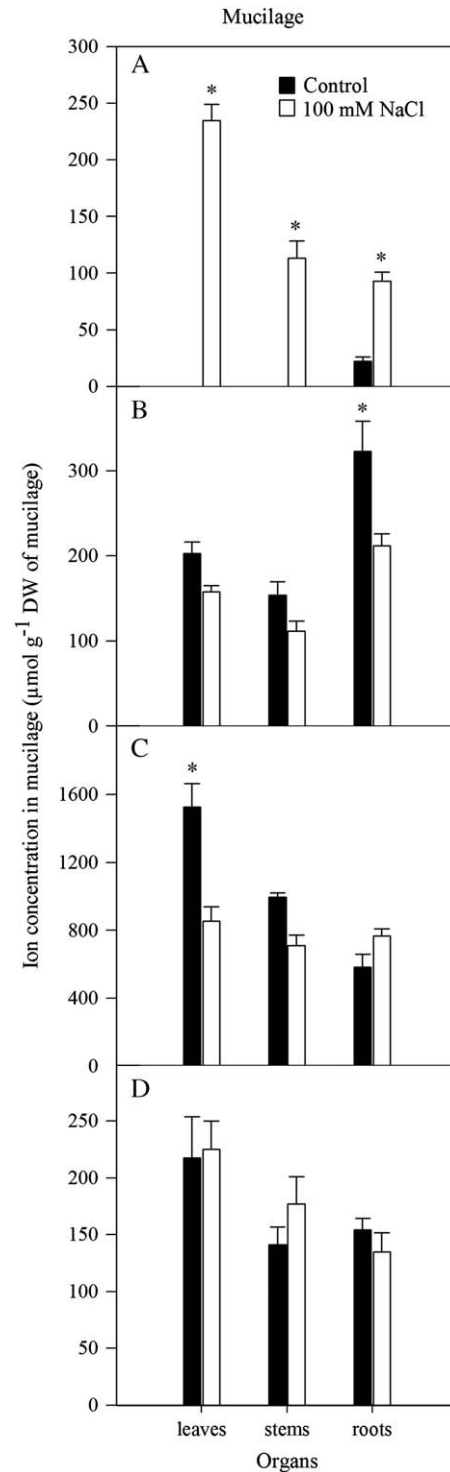 Mucilage
A
Control
100 mM NaCl
300
250
200
150
100
50
0
*
*
*
B
300
200
100
0
*
C
1600
1200
800
400
0
*
D
250
200
150
100
50
0
leaves stems roots
Organs
Ion concentration in mucilage (µmol g⁻¹ DW of mucilage)